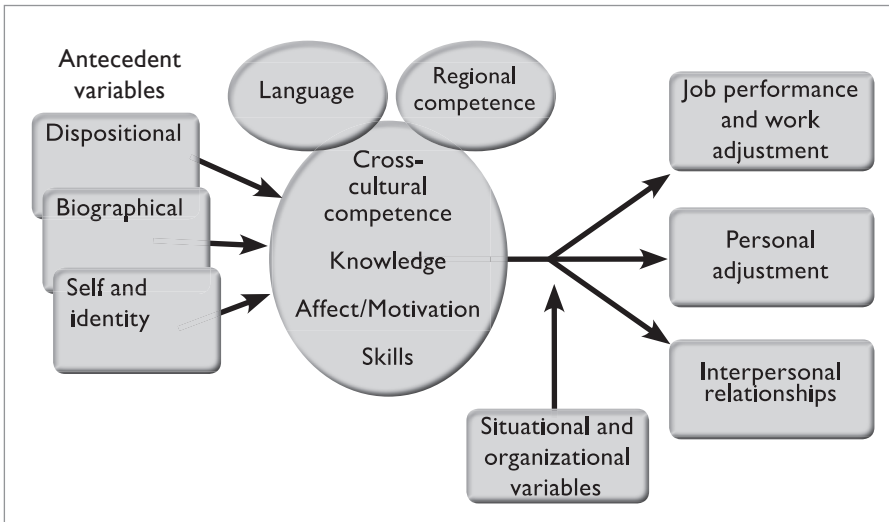 Antecedent
variables
Dispositional
Biographical
Self and
identity
Language
Regional
competence
Cross-
cultural
competence
Knowledge
Affect/Motivation
Skills
Situational and
organizational
variables
Job performance
and work
adjustment
Personal
adjustment
Interpersonal
relationships